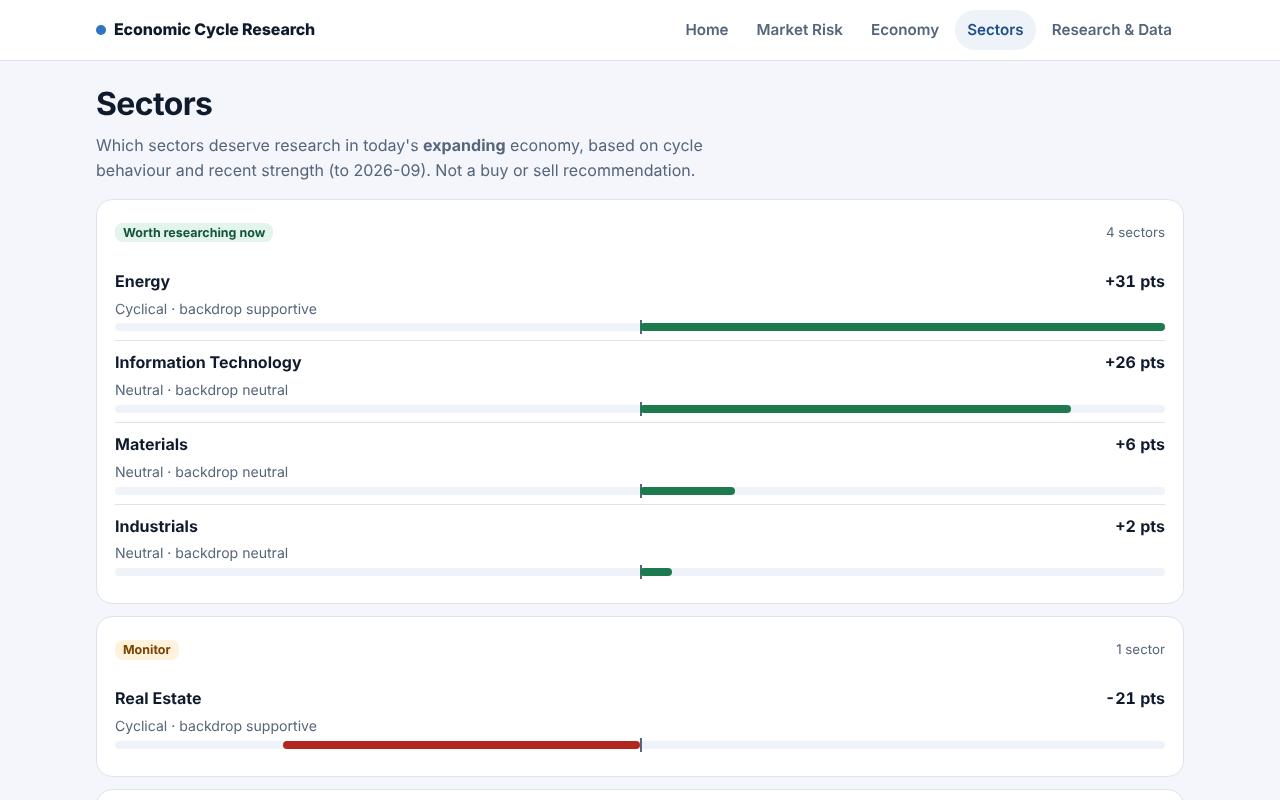 Economic Cycle Research
Home
Market Risk
Economy
Sectors
Research & Data
Sectors
Which sectors deserve research in today's expanding economy, based on cycle
behaviour and recent strength (to 2026-09). Not a buy or sell recommendation.
Worth researching now
4 sectors
Energy
+31 pts
Cyclical · backdrop supportive
Information Technology
+26 pts
Neutral · backdrop neutral
Materials
+6 pts
Neutral · backdrop neutral
Industrials
+2 pts
Neutral · backdrop neutral
Monitor
1 sector
Real Estate
-21 pts
Cyclical · backdrop supportive